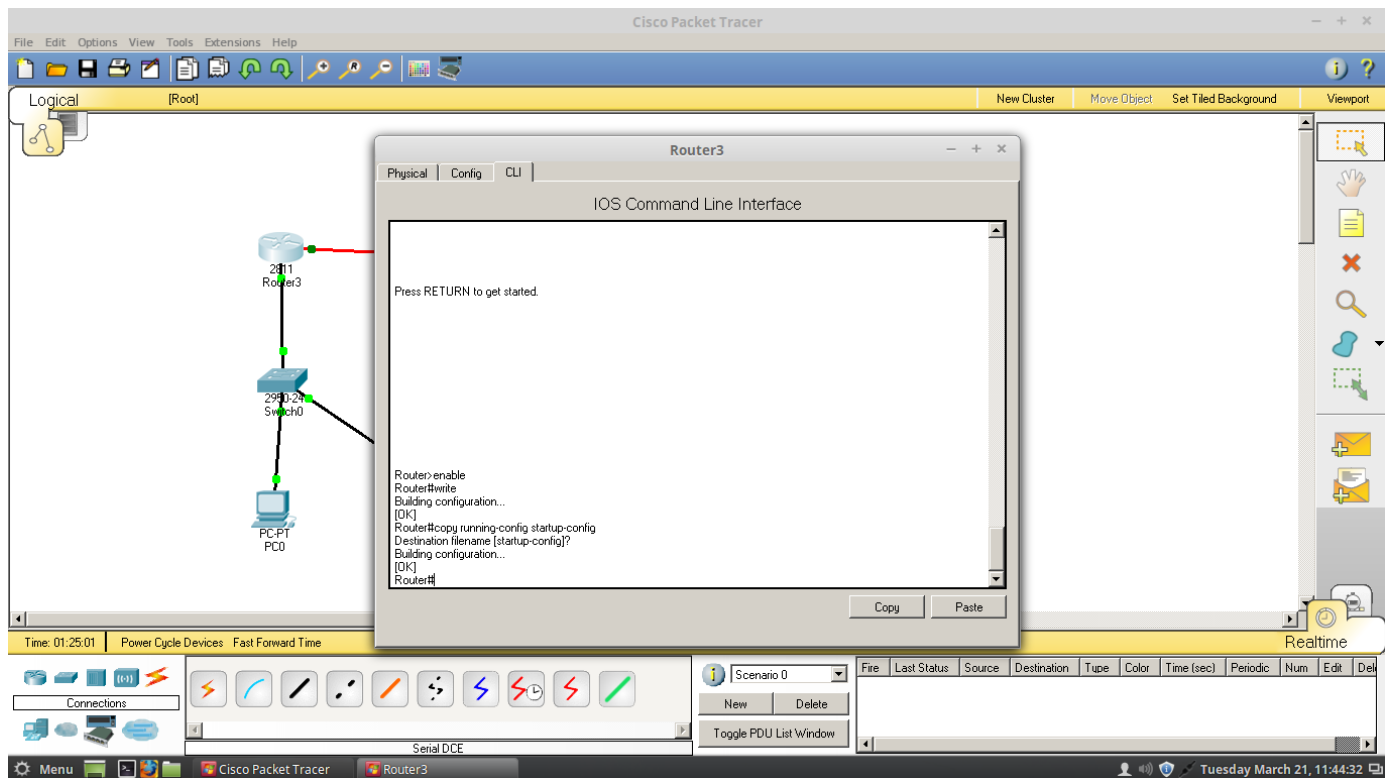 Cisco Packet Tracer
File Edit Options View Tools Extensions Help
Logical [Root] New Cluster Move Object Set Tiled Background Viewport
Router3
Physical Config CLI
IOS Command Line Interface
Press RETURN to get started.
Router>enable
Router#write
Building configuration...
[OK]
Router#copy running-config startup-config
Destination filename [startup-config]?
Building configuration...
[OK]
Router#
Copy Paste
2811
Router3
2950-24
Switch0
PC-PT
PC0
Time: 01:25:01 Power Cycle Devices Fast Forward Time Realtime
Connections
Serial DCE
Scenario 0
New Delete
Toggle PDU List Window
Fire Last Status Source Destination Type Color Time (sec) Periodic Num Edit Del
Menu Cisco Packet Tracer Router3 Tuesday March 21, 11:44:32